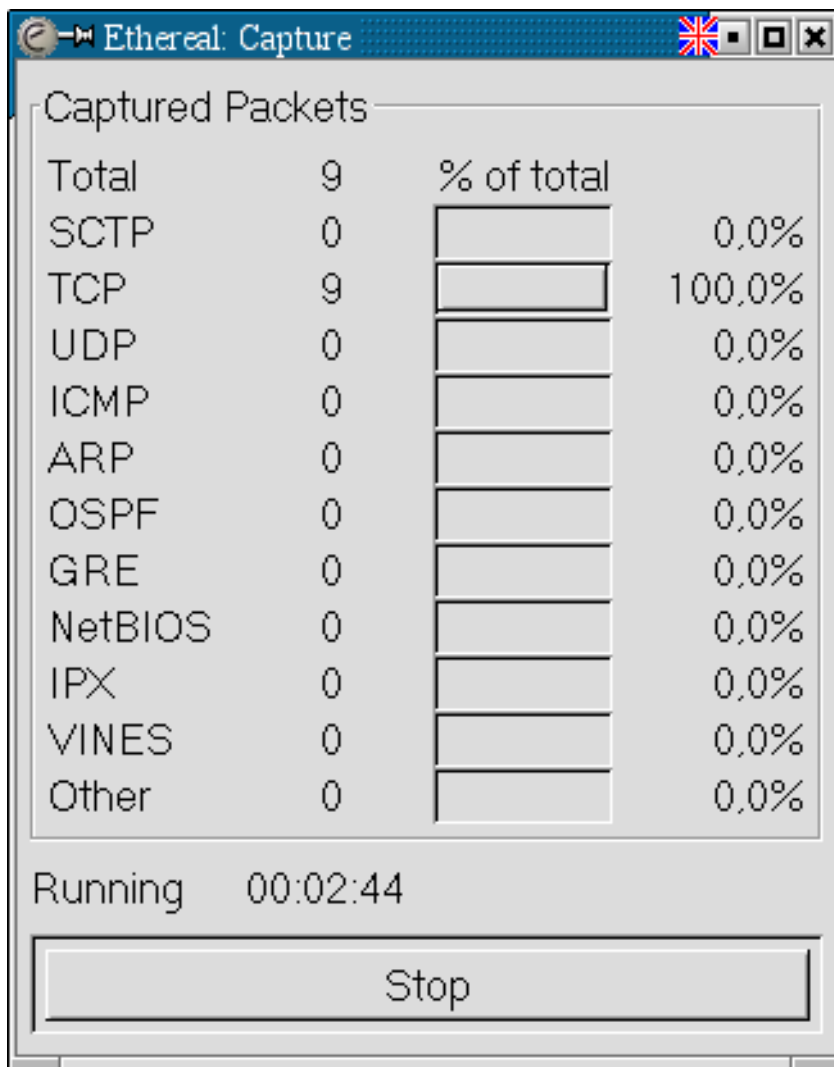 Ethereal: Capture
Captured Packets
Total 9 % of total
SCTP 0 0,0%
TCP 9 100,0%
UDP 0 0,0%
ICMP 0 0,0%
ARP 0 0,0%
OSPF 0 0,0%
GRE 0 0,0%
NetBIOS 0 0,0%
IPX 0 0,0%
VINES 0 0,0%
Other 0 0,0%
Running 00:02:44
Stop